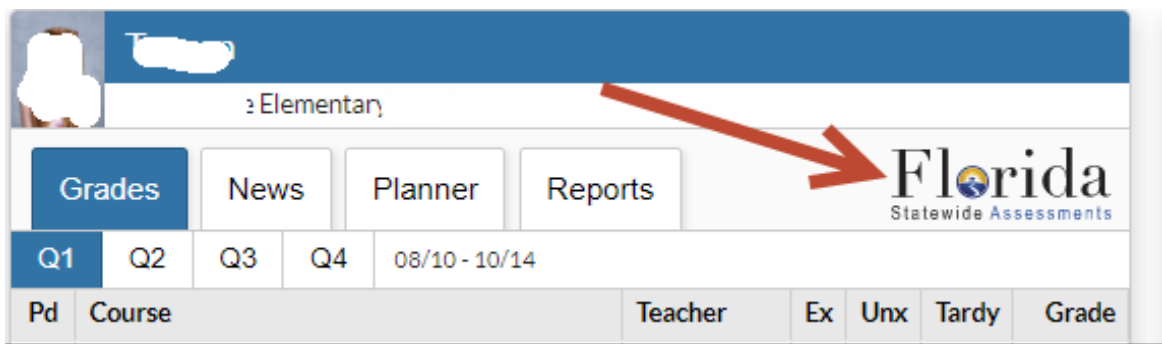 Elementary
Grades News Planner Reports
Florida
Statewide Assessments
Q1 Q2 Q3 Q4 08/10 - 10/14
Pd Course Teacher Ex Unx Tardy Grade